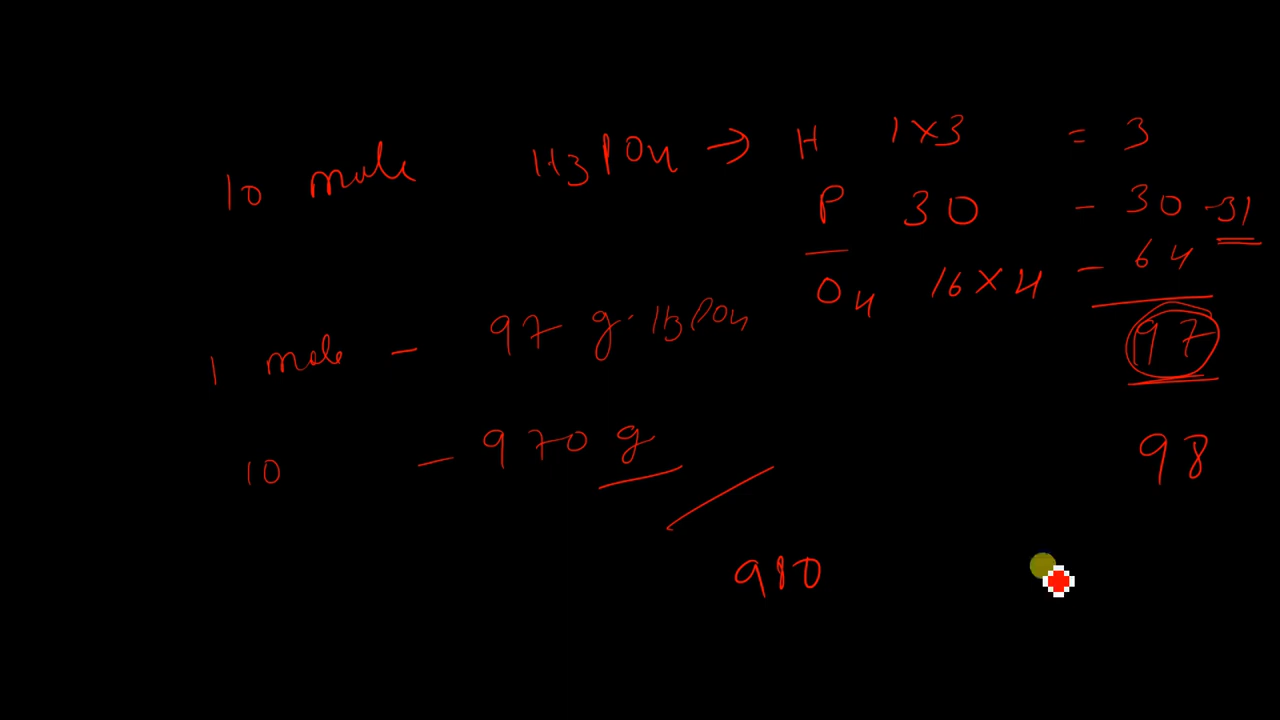 10 mole H3PO4 → H 1×3 = 3
P 30 - 30 -31
O4 16×4 - 64
97
1 mole - 97 g. H3PO4
10 - 970 g
98
980